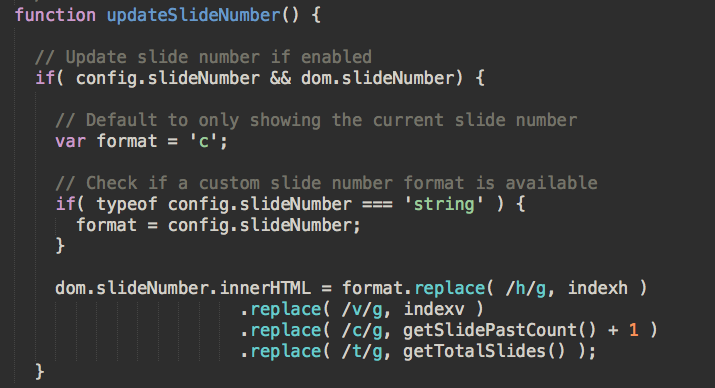 function updateSlideNumber() {
// Update slide number if enabled
if( config.slideNumber && dom.slideNumber) {
// Default to only showing the current slide number
var format = 'c';
// Check if a custom slide number format is available
if( typeof config.slideNumber === 'string' ) {
format = config.slideNumber;
}
dom.slideNumber.innerHTML = format.replace( /h/g, indexh )
.replace( /v/g, indexv )
.replace( /c/g, getSlidePastCount() + 1 )
.replace( /t/g, getTotalSlides() );
}